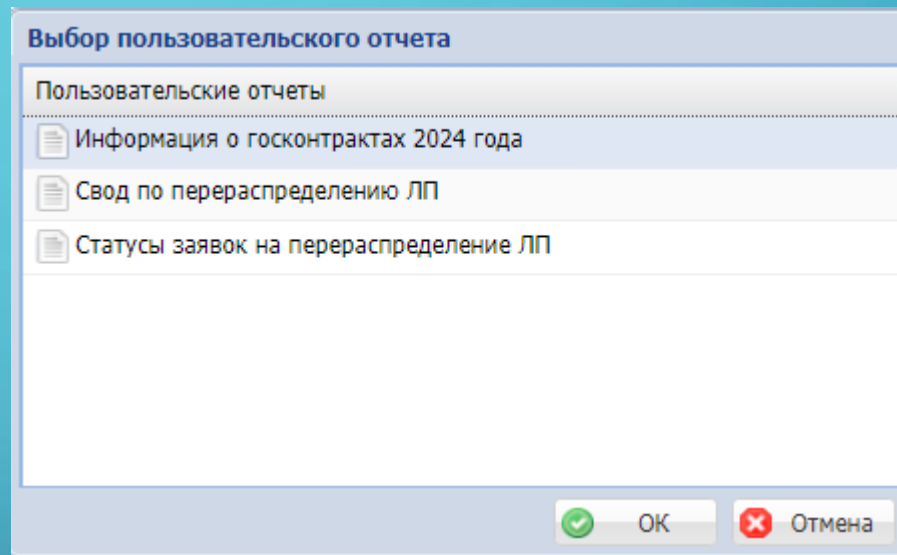 Выбор пользовательского отчета
Пользовательские отчеты
Информация о госконтрактах 2024 года
Свод по перераспределению ЛП
Статусы заявок на перераспределение ЛП
ОК Отмена